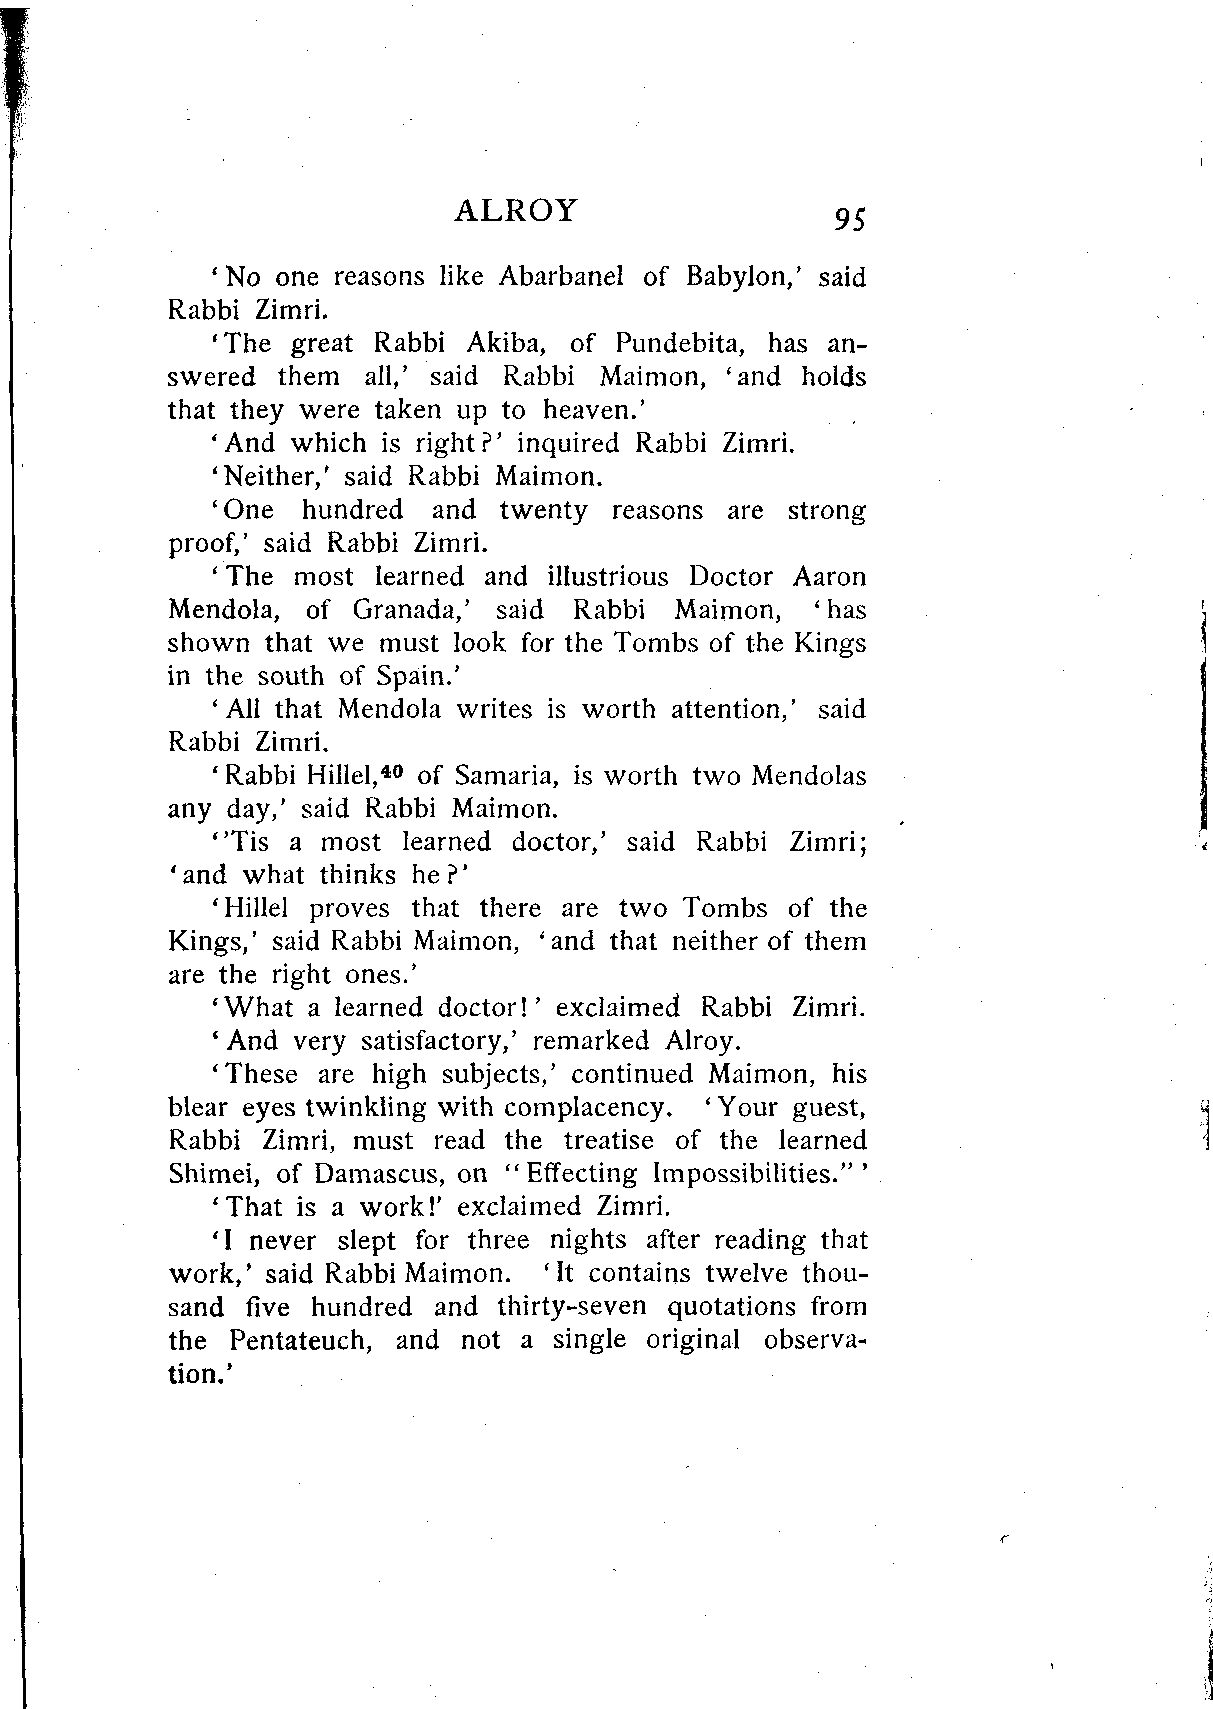 ALROY 95
‘No one reasons like Abarbanel of Babylon,’ said
Rabbi Zimri.
‘The great Rabbi Akiba, of Pundebita, has an-
swered them all,’ said Rabbi Maimon, ‘and holds
that they were taken up to heaven.’
‘And which is right?’ inquired Rabbi Zimri.
‘Neither,’ said Rabbi Maimon.
‘One hundred and twenty reasons are strong
proof,’ said Rabbi Zimri.
‘The most learned and illustrious Doctor Aaron
Mendola, of Granada,’ said Rabbi Maimon, ‘has
shown that we must look for the Tombs of the Kings
in the south of Spain.’
‘All that Mendola writes is worth attention,’ said
Rabbi Zimri.
‘Rabbi Hillel,⁴⁰ of Samaria, is worth two Mendolas
any day,’ said Rabbi Maimon.
‘’Tis a most learned doctor,’ said Rabbi Zimri;
‘and what thinks he?’
‘Hillel proves that there are two Tombs of the
Kings,’ said Rabbi Maimon, ‘and that neither of them
are the right ones.’
‘What a learned doctor!’ exclaimed Rabbi Zimri.
‘And very satisfactory,’ remarked Alroy.
‘These are high subjects,’ continued Maimon, his
blear eyes twinkling with complacency. ‘Your guest,
Rabbi Zimri, must read the treatise of the learned
Shimei, of Damascus, on “Effecting Impossibilities.”’
‘That is a work!’ exclaimed Zimri.
‘I never slept for three nights after reading that
work,’ said Rabbi Maimon. ‘It contains twelve thou-
sand five hundred and thirty-seven quotations from
the Pentateuch, and not a single original observa-
tion.’